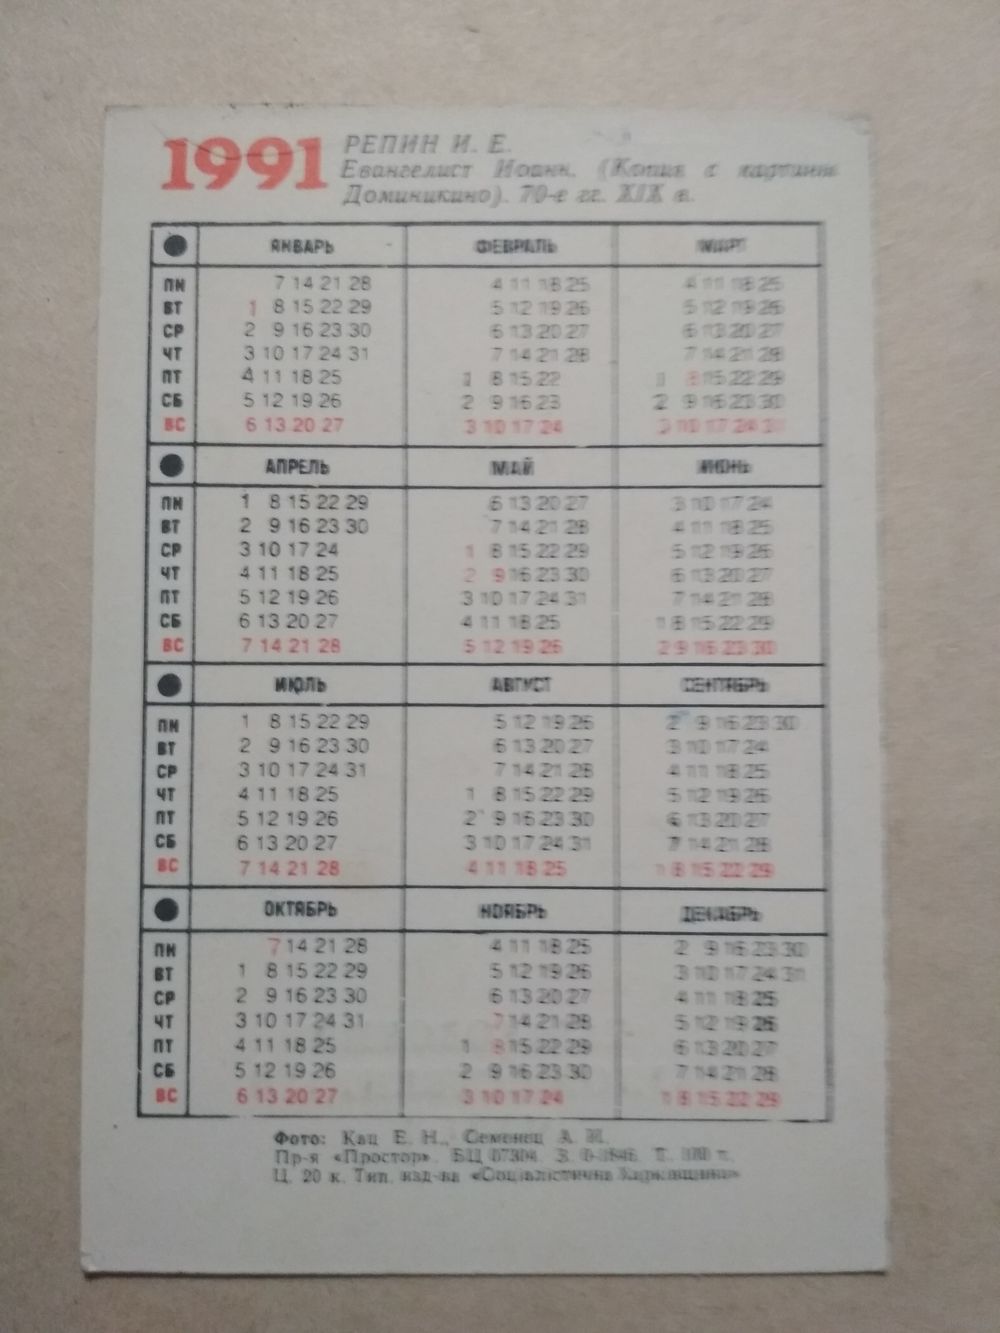 1991
РЕПИН И. Е.
Евангелист Иоанн. (Копия с картины
Доминикино). 70-е гг. XIX в.
ЯНВАРЬ ФЕВРАЛЬ МАРТ
ПН 7 14 21 28 4 11 18 25 4 11 18 25
ВТ 1 8 15 22 29 5 12 19 26 5 12 19 26
СР 2 9 16 23 30 6 13 20 27 6 13 20 27
ЧТ 3 10 17 24 31 7 14 21 28 7 14 21 28
ПТ 4 11 18 25 1 8 15 22 1 8 15 22 29
СБ 5 12 19 26 2 9 16 23 2 9 16 23 30
ВС 6 13 20 27 3 10 17 24 3 10 17 24 31
АПРЕЛЬ МАЙ ИЮНЬ
ПН 1 8 15 22 29 6 13 20 27 3 10 17 24
ВТ 2 9 16 23 30 7 14 21 28 4 11 18 25
СР 3 10 17 24 1 8 15 22 29 5 12 19 26
ЧТ 4 11 18 25 2 9 16 23 30 6 13 20 27
ПТ 5 12 19 26 3 10 17 24 31 7 14 21 28
СБ 6 13 20 27 4 11 18 25 1 8 15 22 29
ВС 7 14 21 28 5 12 19 26 2 9 16 23 30
ИЮЛЬ АВГУСТ СЕНТЯБРЬ
ПН 1 8 15 22 29 5 12 19 26 2 9 16 23 30
ВТ 2 9 16 23 30 6 13 20 27 3 10 17 24
СР 3 10 17 24 31 7 14 21 28 4 11 18 25
ЧТ 4 11 18 25 1 8 15 22 29 5 12 19 26
ПТ 5 12 19 26 2 9 16 23 30 6 13 20 27
СБ 6 13 20 27 3 10 17 24 31 7 14 21 28
ВС 7 14 21 28 4 11 18 25 1 8 15 22 29
ОКТЯБРЬ НОЯБРЬ ДЕКАБРЬ
ПН 7 14 21 28 4 11 18 25 2 9 16 23 30
ВТ 1 8 15 22 29 5 12 19 26 3 10 17 24 31
СР 2 9 16 23 30 6 13 20 27 4 11 18 25
ЧТ 3 10 17 24 31 7 14 21 28 5 12 19 26
ПТ 4 11 18 25 1 8 15 22 29 6 13 20 27
СБ 5 12 19 26 2 9 16 23 30 7 14 21 28
ВС 6 13 20 27 3 10 17 24 1 8 15 22 29
Фото: Кац Е. Н., Семенец А. И.
Пр-я «Простор». БЦ 07304. З. Т.
Ц. 20 к. Тип. изд-ва «Соціалістична Харківщина»